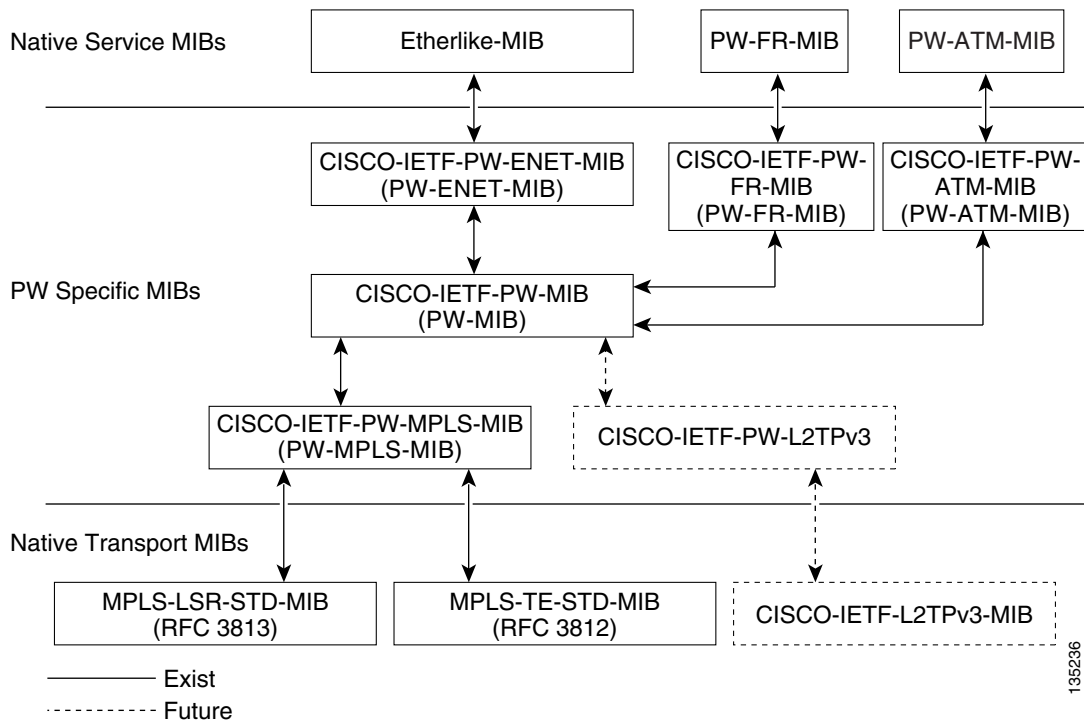 Native Service MIBs
Etherlike-MIB
PW-FR-MIB
PW-ATM-MIB
CISCO-IETF-PW-ENET-MIB
(PW-ENET-MIB)
CISCO-IETF-PW-
FR-MIB
(PW-FR-MIB)
CISCO-IETF-PW-
ATM-MIB
(PW-ATM-MIB)
PW Specific MIBs
CISCO-IETF-PW-MIB
(PW-MIB)
CISCO-IETF-PW-MPLS-MIB
(PW-MPLS-MIB)
CISCO-IETF-PW-L2TPv3
Native Transport MIBs
MPLS-LSR-STD-MIB
(RFC 3813)
MPLS-TE-STD-MIB
(RFC 3812)
CISCO-IETF-L2TPv3-MIB
Exist
Future
135236